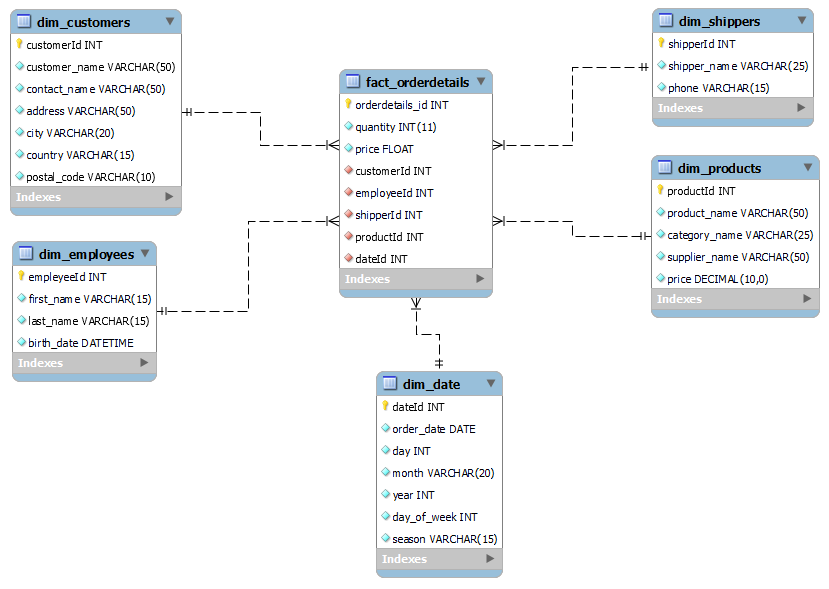 dim_customers
customerId INT
customer_name VARCHAR(50)
contact_name VARCHAR(50)
address VARCHAR(50)
city VARCHAR(20)
country VARCHAR(15)
postal_code VARCHAR(10)
Indexes
dim_employees
empleyeeId INT
first_name VARCHAR(15)
last_name VARCHAR(15)
birth_date DATETIME
Indexes
fact_orderdetails
orderdetails_id INT
quantity INT(11)
price FLOAT
customerId INT
employeeId INT
shipperId INT
productId INT
dateId INT
Indexes
dim_date
dateId INT
order_date DATE
day INT
month VARCHAR(20)
year INT
day_of_week INT
season VARCHAR(15)
Indexes
dim_shippers
shipperId INT
shipper_name VARCHAR(25)
phone VARCHAR(15)
Indexes
dim_products
productId INT
product_name VARCHAR(50)
category_name VARCHAR(25)
supplier_name VARCHAR(50)
price DECIMAL(10,0)
Indexes